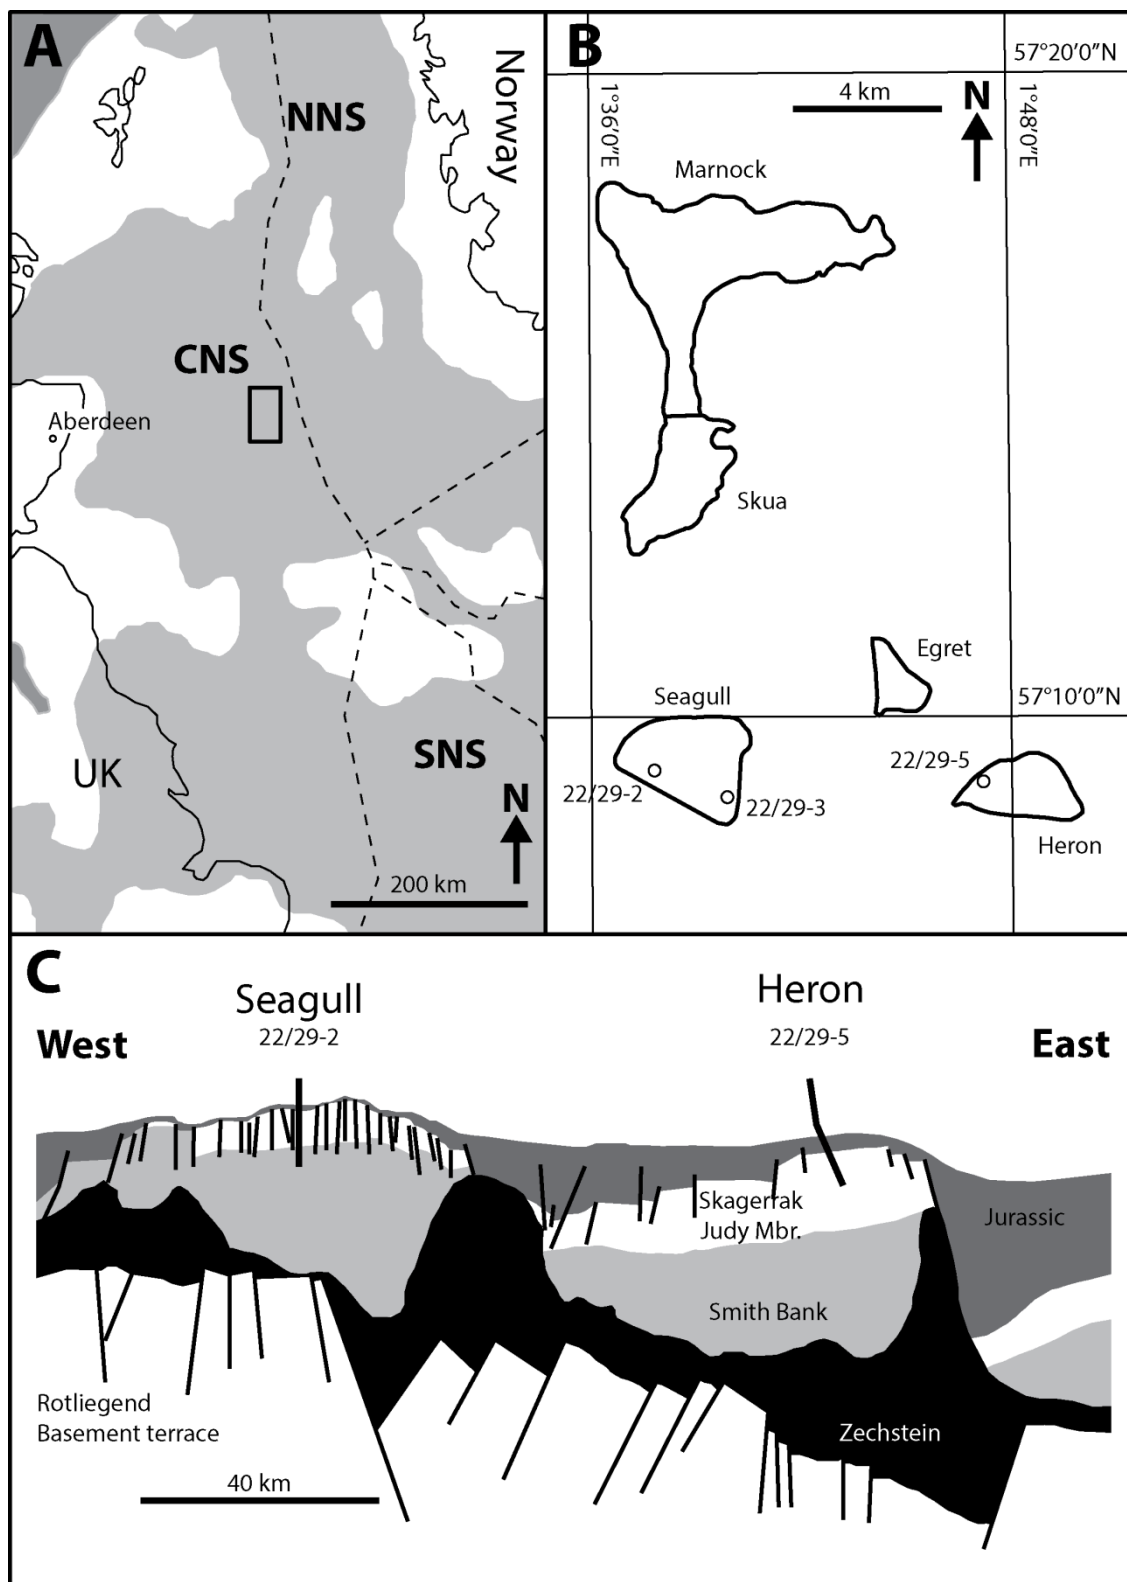 A
NNS
Norway
CNS
Aberdeen
UK
SNS
N
200 km
B
57°20'0"N
1°36'0"E
4 km
N
1°48'0"E
Marnock
Skua
Egret
Seagull
57°10'0"N
22/29-2
22/29-3
22/29-5
Heron
C
Seagull
22/29-2
Heron
22/29-5
West
East
Skagerrak
Judy Mbr.
Jurassic
Smith Bank
Rotliegend
Basement terrace
Zechstein
40 km